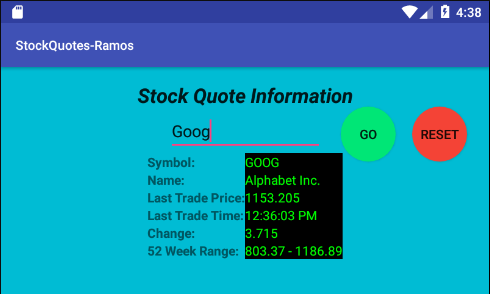 4:38
StockQuotes-Ramos
Stock Quote Information
Goog GO RESET
Symbol: GOOG
Name: Alphabet Inc.
Last Trade Price: 1153.205
Last Trade Time: 12:36:03 PM
Change: 3.715
52 Week Range: 803.37 - 1186.89